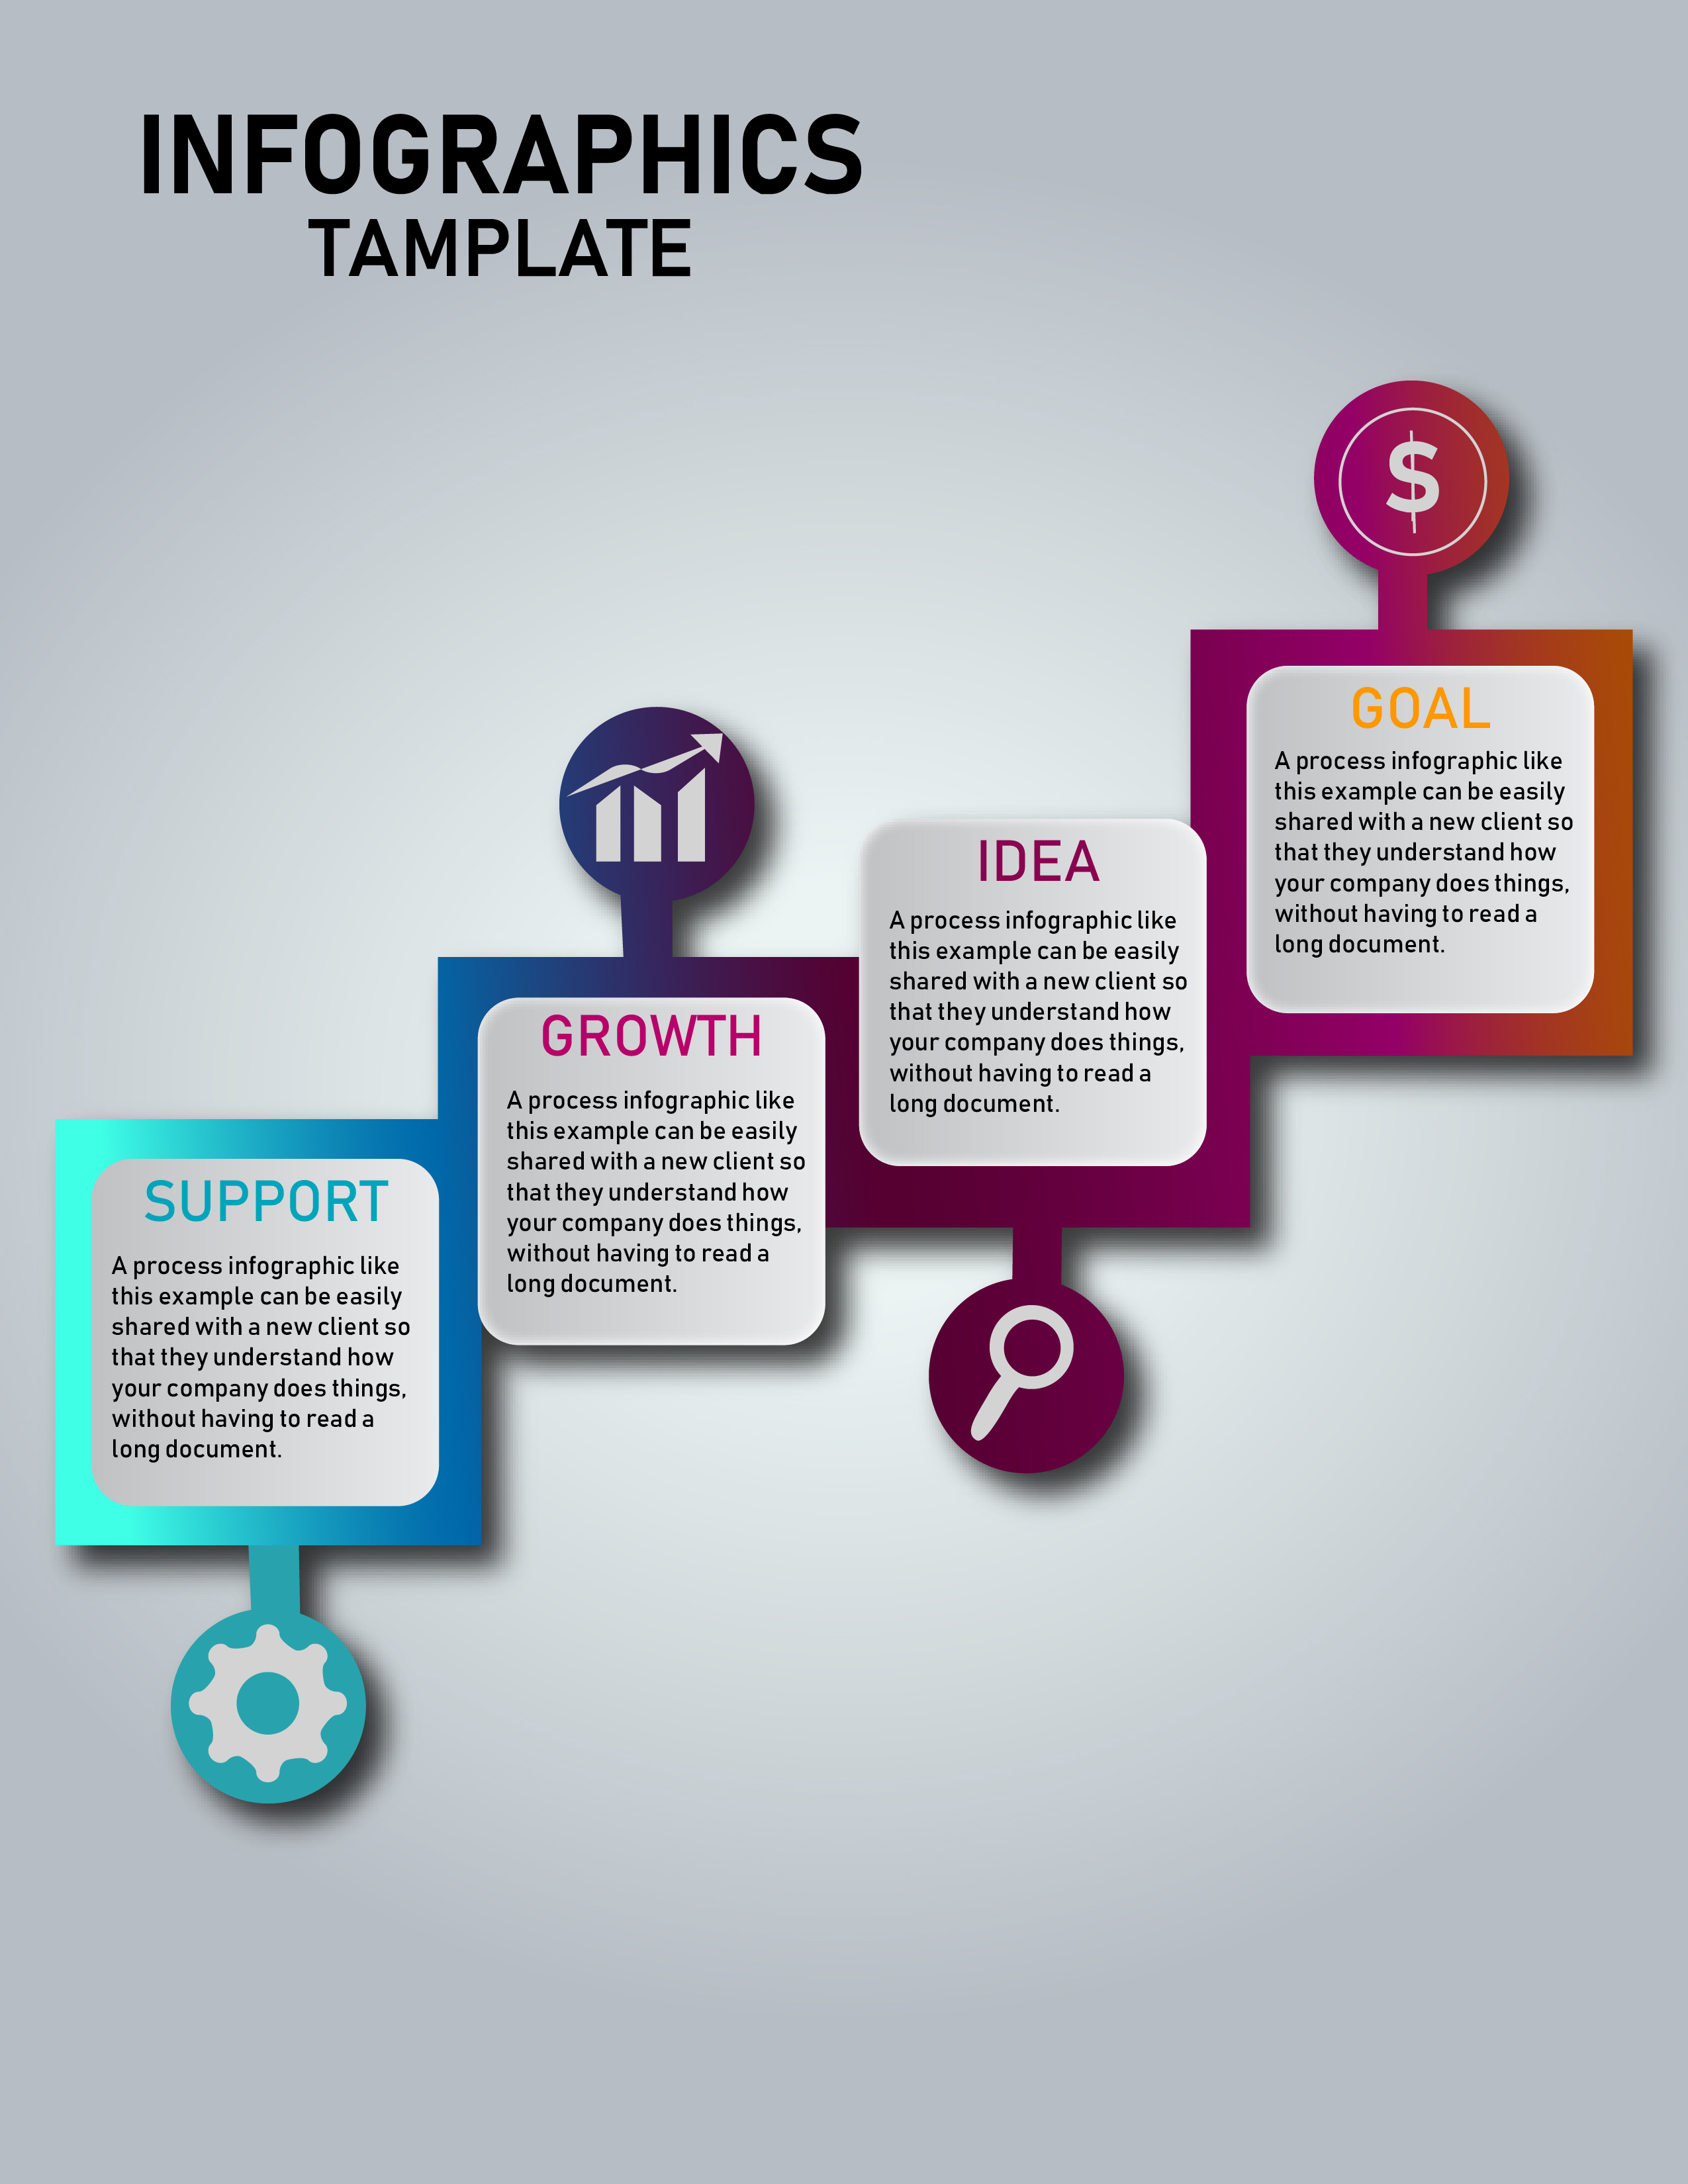 INFOGRAPHICS
TAMPLATE
$
SUPPORT
A process infographic like
this example can be easily
shared with a new client so
that they understand how
your company does things,
without having to read a
long document.
GROWTH
A process infographic like
this example can be easily
shared with a new client so
that they understand how
your company does things,
without having to read a
long document.
IDEA
A process infographic like
this example can be easily
shared with a new client so
that they understand how
your company does things,
without having to read a
long document.
GOAL
A process infographic like
this example can be easily
shared with a new client so
that they understand how
your company does things,
without having to read a
long document.